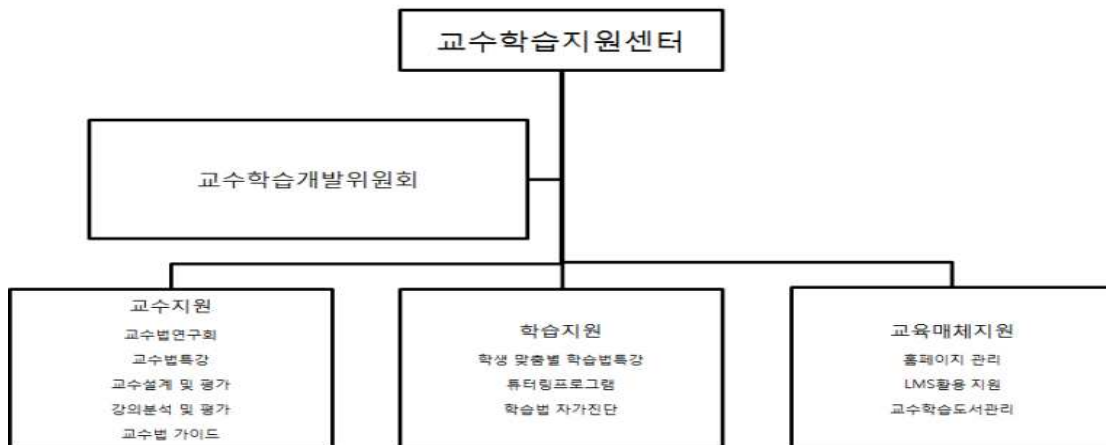 교수학습지원센터
교수학습개발위원회
교수지원
교수법연구회
교수법특강
교수설계 및 평가
강의분석 및 평가
교수법 가이드
학습지원
학생 맞춤별 학습법특강
튜터링프로그램
학습법 자가진단
교육매체지원
홈페이지 관리
LMS활용 지원
교수학습도서관리